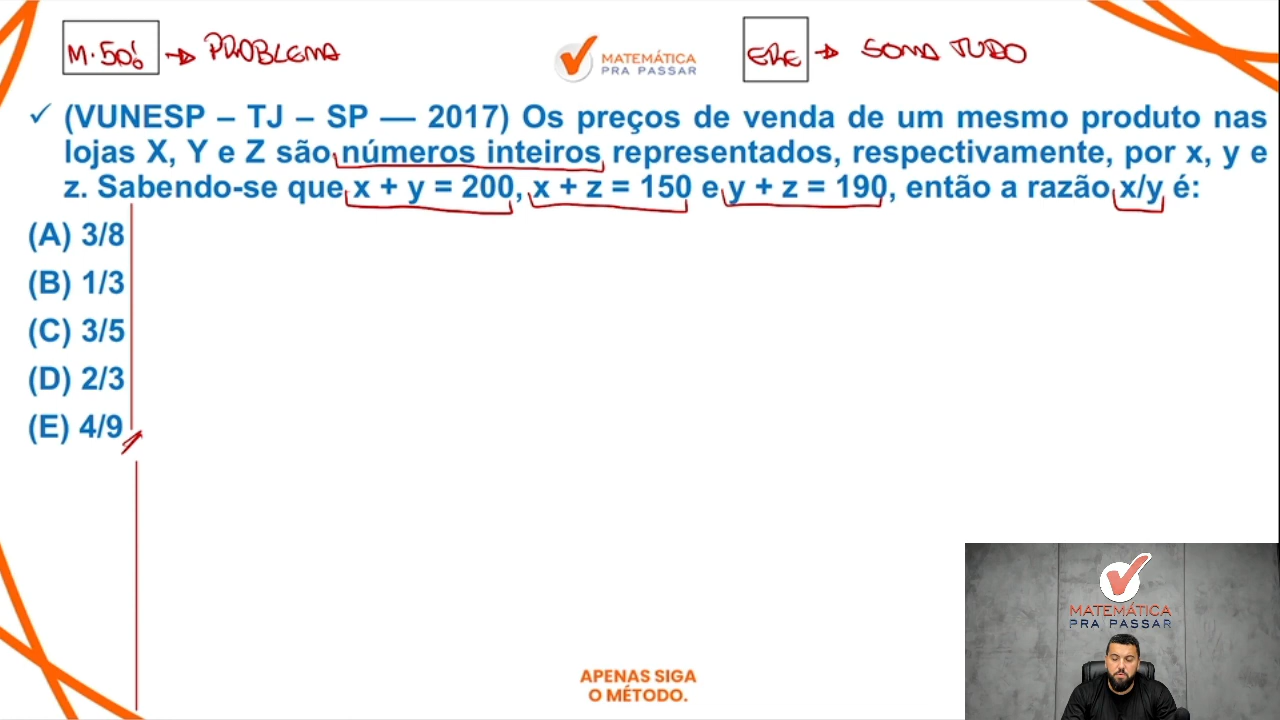 M.50! → PROBLEMA
MATEMÁTICA
PRA PASSAR
ERE → SOMA TUDO
✓ (VUNESP – TJ – SP — 2017) Os preços de venda de um mesmo produto nas
lojas X, Y e Z são números inteiros representados, respectivamente, por x, y e
z. Sabendo-se que x + y = 200, x + z = 150 e y + z = 190, então a razão x/y é:
(A) 3/8
(B) 1/3
(C) 3/5
(D) 2/3
(E) 4/9
MATEMÁTICA
PRA PASSAR
APENAS SIGA
O MÉTODO.